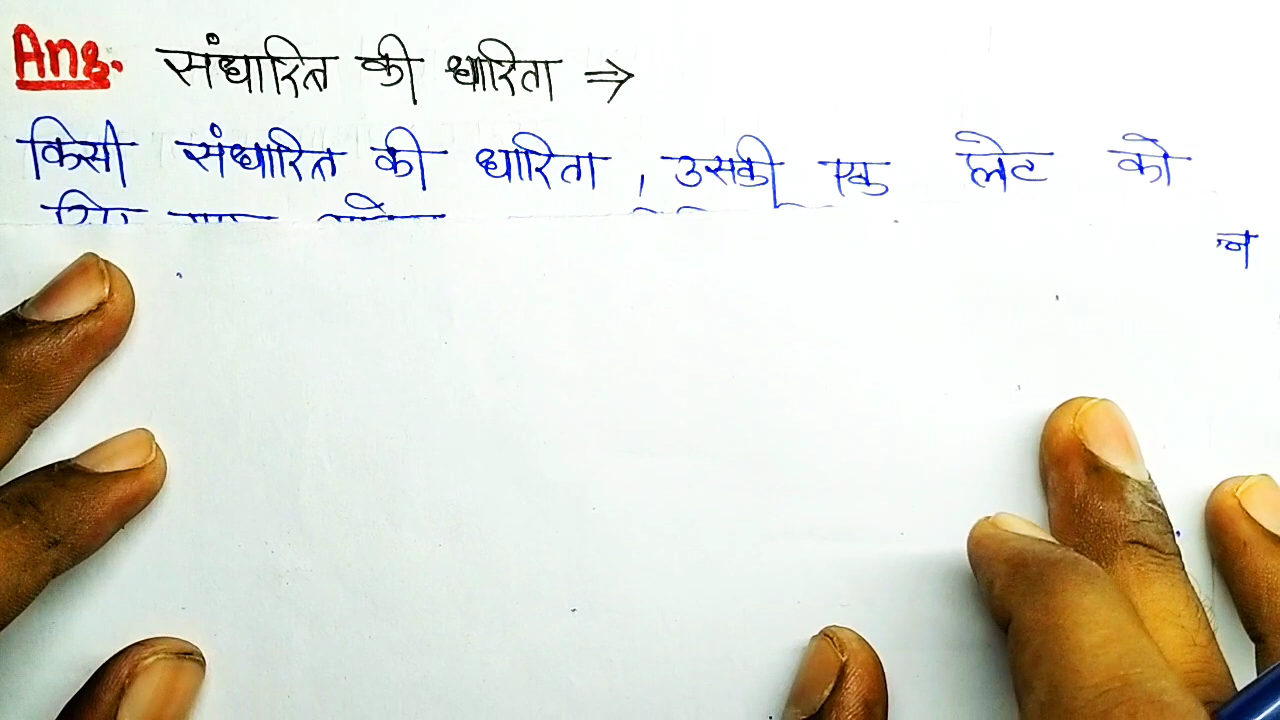 Ans. संधारित की धारिता ⇒
किसी संधारित की धारिता, उसकी एक लेट को